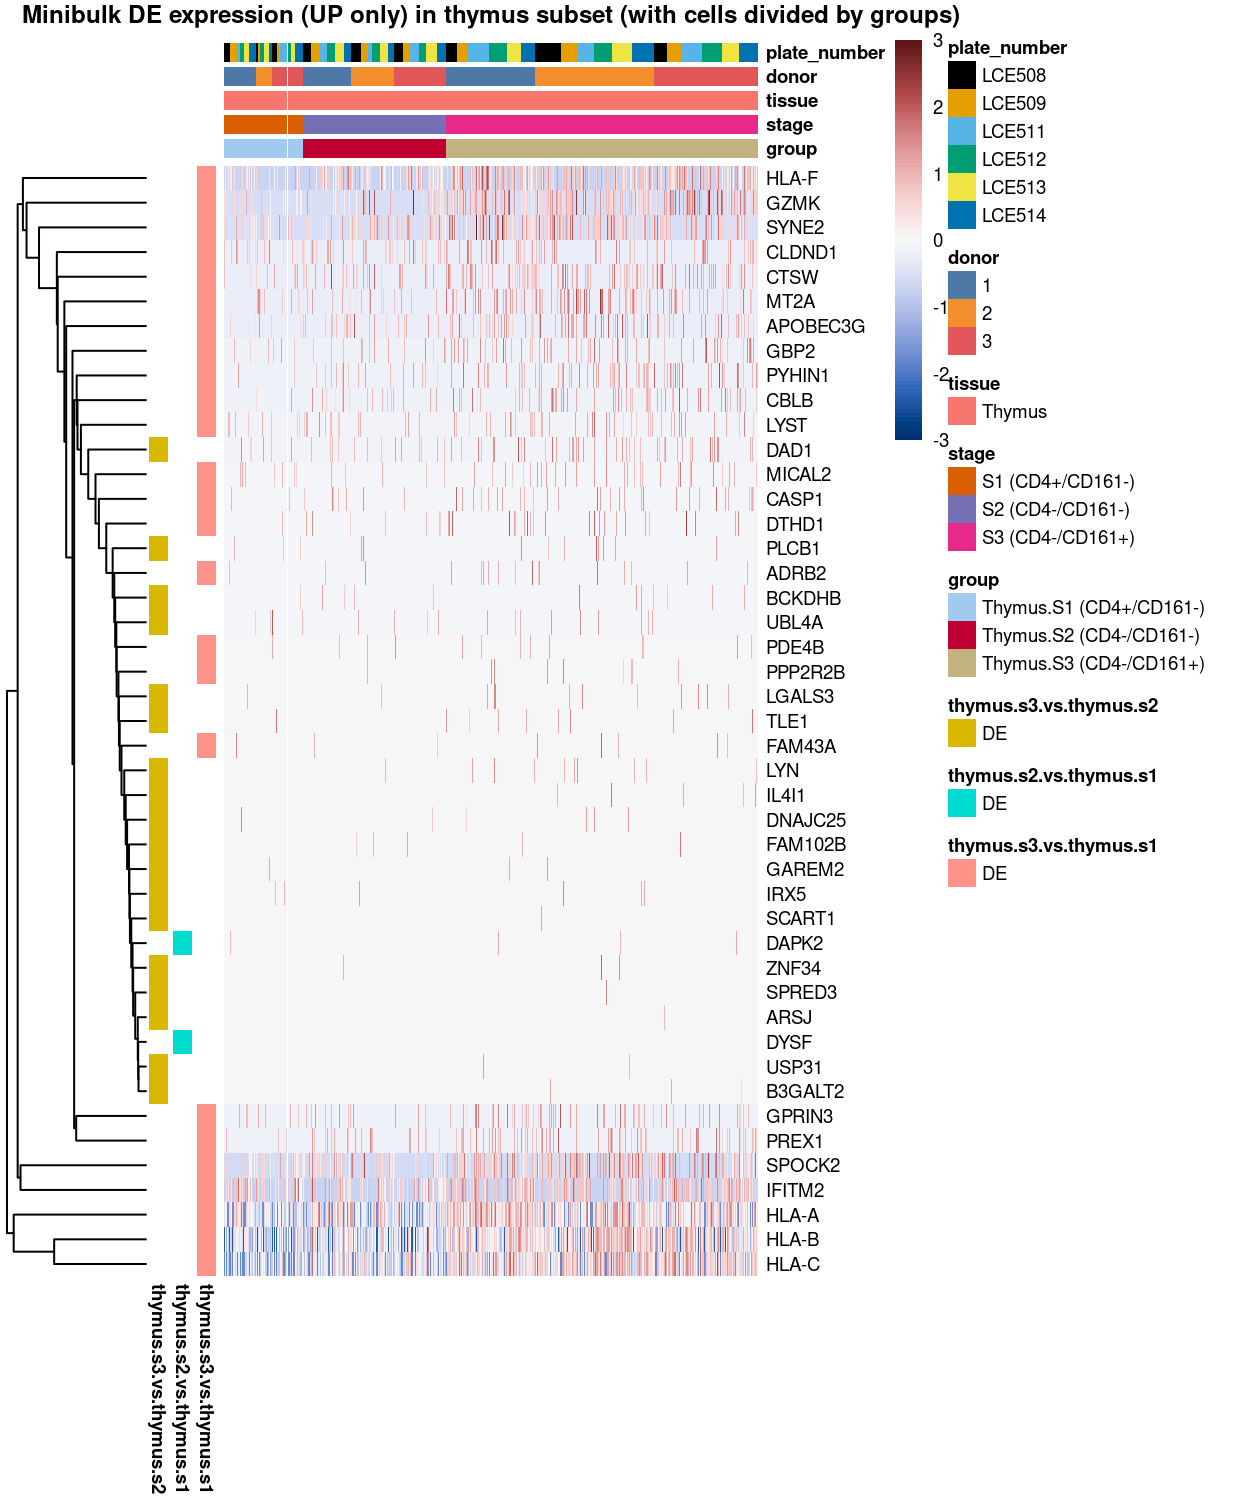 Minibulk DE expression (UP only) in thymus subset (with cells divided by groups)
plate_number
donor
tissue
stage
group
HLA-F
GZMK
SYNE2
CLDND1
CTSW
MT2A
APOBEC3G
GBP2
PYHIN1
CBLB
LYST
DAD1
MICAL2
CASP1
DTHD1
PLCB1
ADRB2
BCKDHB
UBL4A
PDE4B
PPP2R2B
LGALS3
TLE1
FAM43A
LYN
IL4I1
DNAJC25
FAM102B
GAREM2
IRX5
SCART1
DAPK2
ZNF34
SPRED3
ARSJ
DYSF
USP31
B3GALT2
GPRIN3
PREX1
SPOCK2
IFITM2
HLA-A
HLA-B
HLA-C
thymus.s3.vs.thymus.s2
thymus.s2.vs.thymus.s1
thymus.s3.vs.thymus.s1
3
2
1
0
-1
-2
-3
plate_number
LCE508
LCE509
LCE511
LCE512
LCE513
LCE514
donor
1
2
3
tissue
Thymus
stage
S1 (CD4+/CD161-)
S2 (CD4-/CD161-)
S3 (CD4-/CD161+)
group
Thymus.S1 (CD4+/CD161-)
Thymus.S2 (CD4-/CD161-)
Thymus.S3 (CD4-/CD161+)
thymus.s3.vs.thymus.s2
DE
thymus.s2.vs.thymus.s1
DE
thymus.s3.vs.thymus.s1
DE